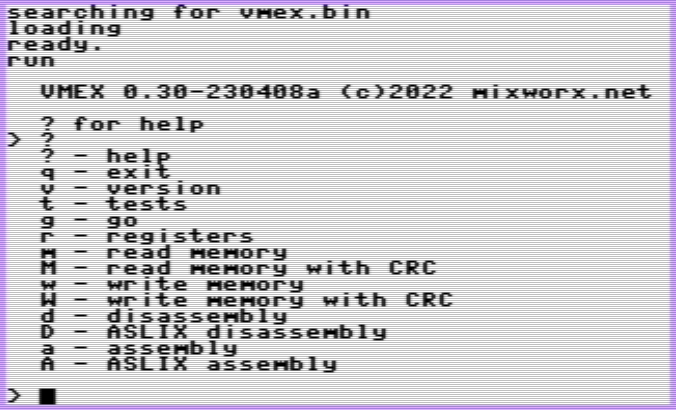 searching for vmex.bin
loading
ready.
run
VMEX 0.30-230408a (c)2022 mixworx.net
? for help
> ?
? - help
q - exit
v - version
t - tests
g - go
r - registers
m - read memory
M - read memory with CRC
w - write memory
W - write memory with CRC
d - disassembly
D - ASLIX disassembly
a - assembly
A - ASLIX assembly
>